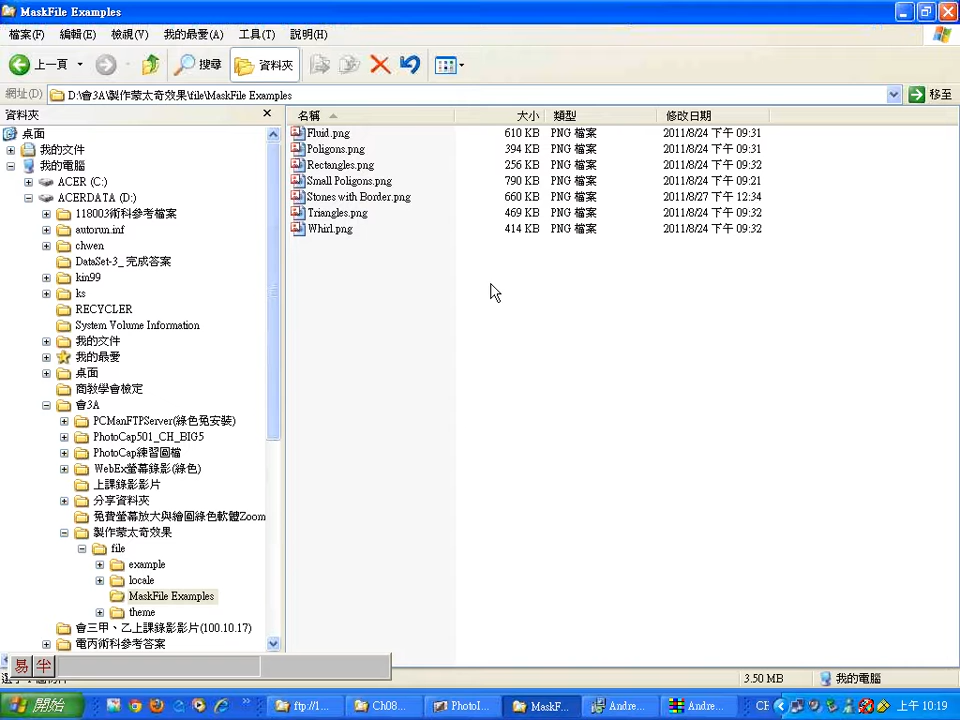 MaskFile Examples
檔案(F) 編輯(E) 檢視(V) 我的最愛(A) 工具(T) 說明(H)
上一頁 搜尋 資料夾
網址(D) D:\會3A\製作蒙太奇效果\file\MaskFile Examples 移至
資料夾
名稱 大小 類型 修改日期
Fluid.png 610 KB PNG 檔案 2011/8/24 下午 09:31
Poligons.png 394 KB PNG 檔案 2011/8/24 下午 09:31
Rectangles.png 256 KB PNG 檔案 2011/8/24 下午 09:32
Small Poligons.png 790 KB PNG 檔案 2011/8/24 下午 09:21
Stones with Border.png 660 KB PNG 檔案 2011/8/27 下午 12:34
Triangles.png 469 KB PNG 檔案 2011/8/24 下午 09:32
Whirl.png 414 KB PNG 檔案 2011/8/24 下午 09:32
桌面
我的文件
我的電腦
ACER (C:)
ACERDATA (D:)
118003術科參考檔案
autorun.inf
chwen
DataSet-3_完成答案
kin99
ks
RECYCLER
System Volume Information
我的文件
我的最愛
桌面
商教學會檢定
會3A
PCManFTPServer(綠色免安裝)
PhotoCap501_CH_BIG5
PhotoCap練習圖檔
WebEx螢幕錄影(綠色)
上課錄影影片
分享資料夾
免費螢幕放大與繪圖綠色軟體Zoom
製作蒙太奇效果
file
example
locale
MaskFile Examples
theme
會三甲、乙上課錄影影片(100.10.17)
電丙術科參考答案
易 半
3.50 MB 我的電腦
開始 ftp://1... Ch08... PhotoI... MaskF... Andre... Andre... CH 上午 10:19